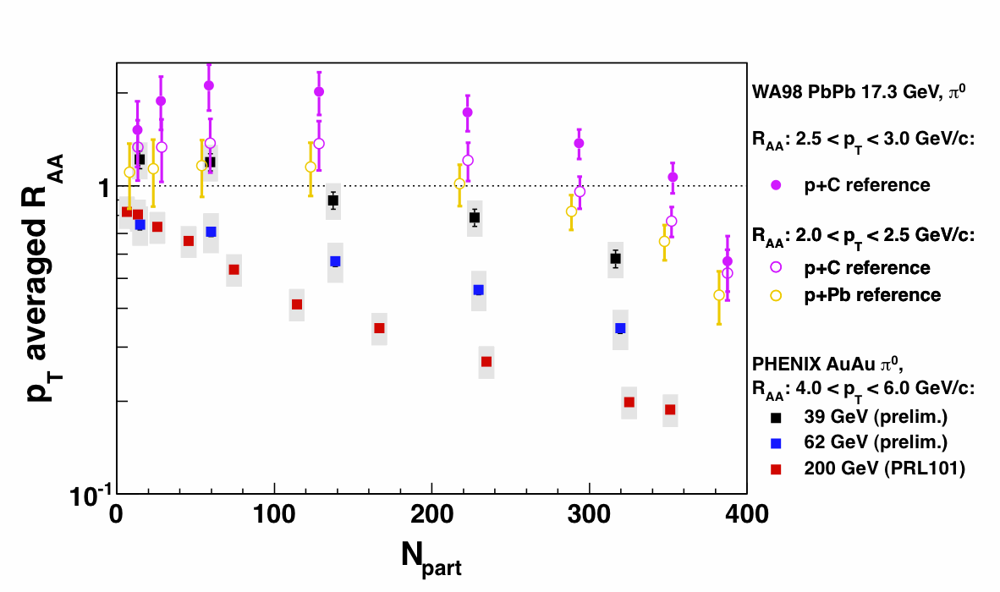 p_T averaged R_AA
1
10^-1
0 100 200 300 400
N_part
WA98 PbPb 17.3 GeV, π^0
R_AA: 2.5 < p_T < 3.0 GeV/c:
p+C reference
R_AA: 2.0 < p_T < 2.5 GeV/c:
p+C reference
p+Pb reference
PHENIX AuAu π^0,
R_AA: 4.0 < p_T < 6.0 GeV/c:
39 GeV (prelim.)
62 GeV (prelim.)
200 GeV (PRL101)